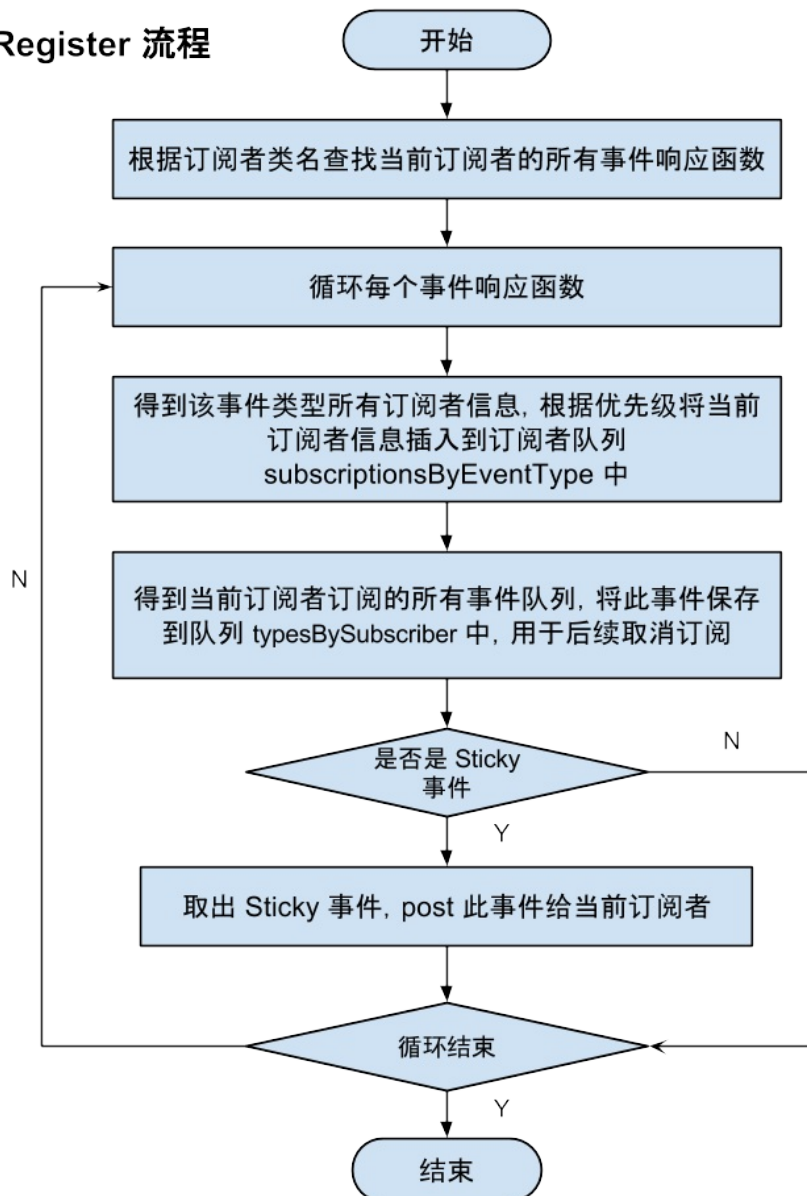 Register 流程
开始
根据订阅者类名查找当前订阅者的所有事件响应函数
循环每个事件响应函数
得到该事件类型所有订阅者信息, 根据优先级将当前
订阅者信息插入到订阅者队列
subscriptionsByEventType 中
得到当前订阅者订阅的所有事件队列, 将此事件保存
到队列 typesBySubscriber 中, 用于后续取消订阅
N
是否是 Sticky
事件
N
Y
取出 Sticky 事件, post 此事件给当前订阅者
循环结束
Y
结束